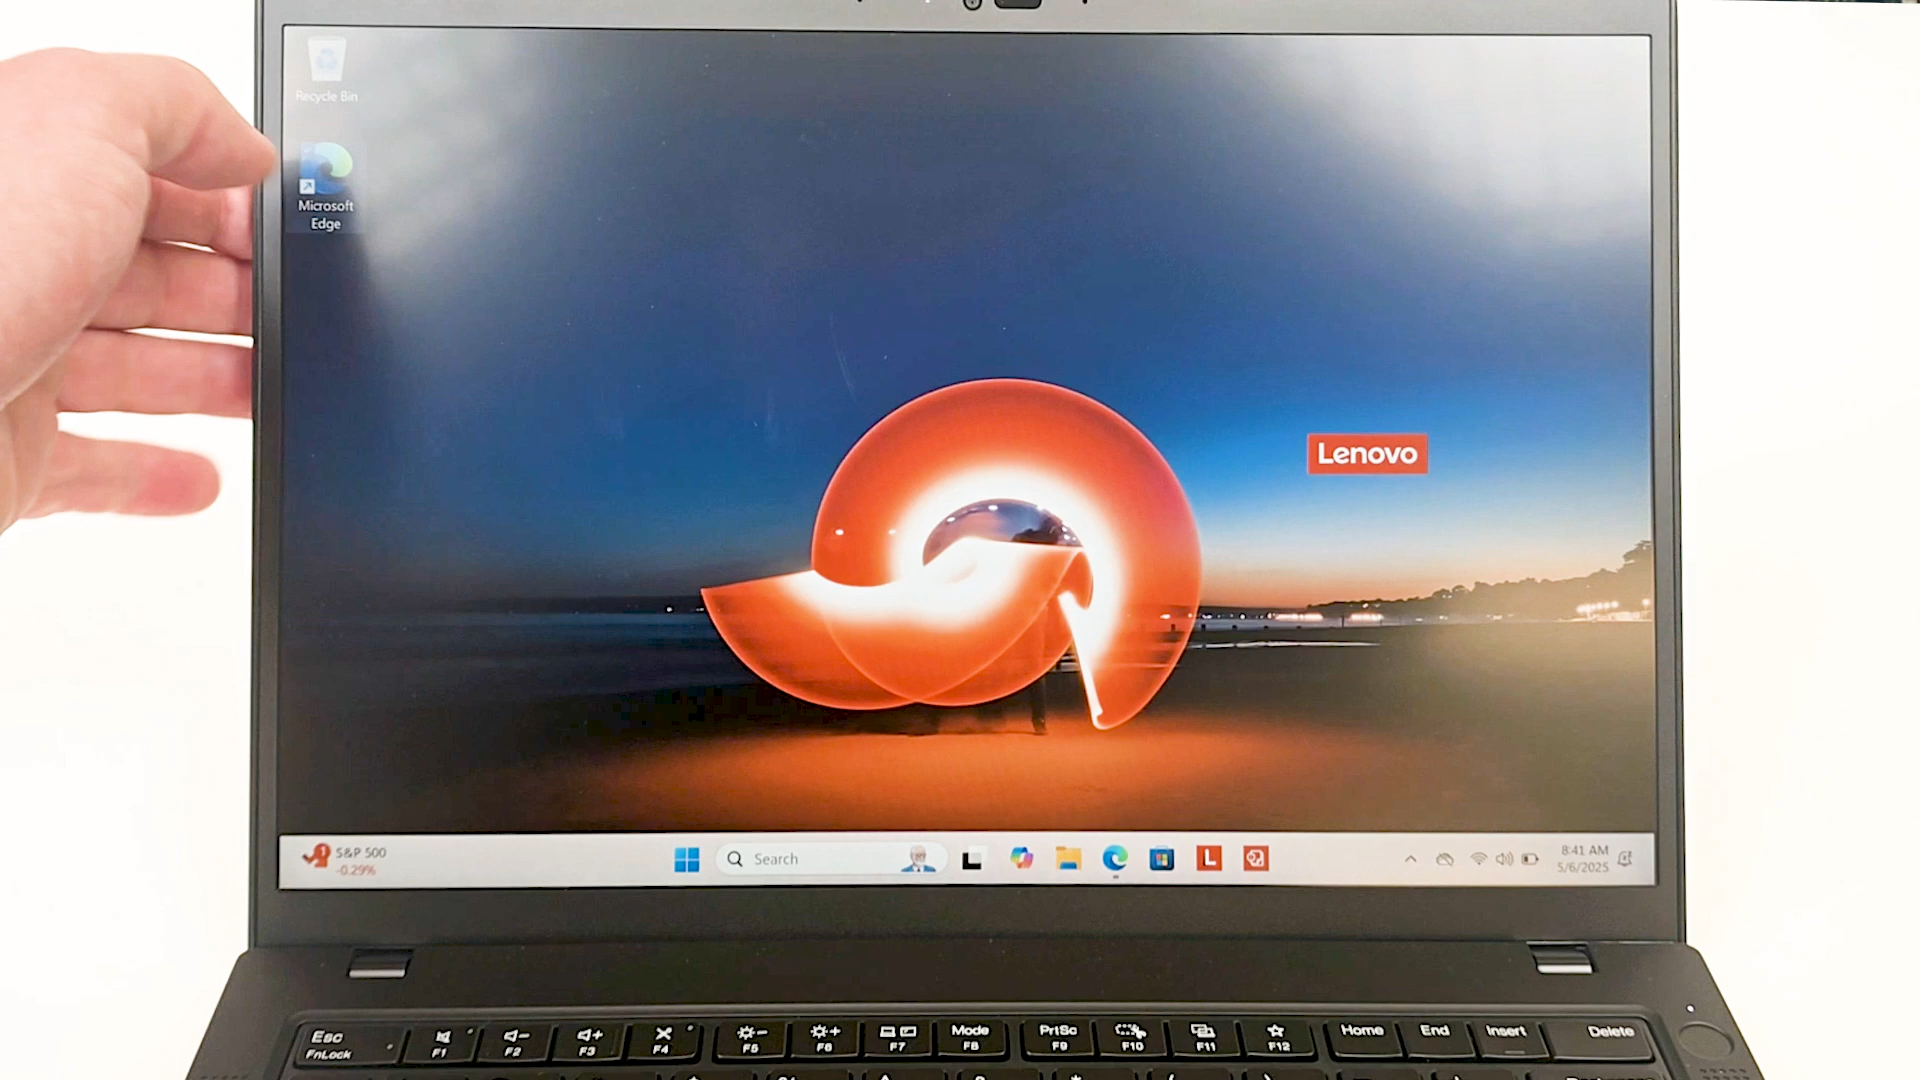 Recycle Bin
Microsoft
Edge
Lenovo
1
S&P 500
-0.29%
Search
L
8:41 AM
5/6/2025
Esc
FnLock
F1
F2
F3
F4
F5
F6
F7
Mode
F8
PrtSc
F9
F10
F11
F12
Home
End
Insert
Delete